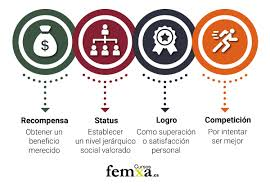 $
Recompensa
Obtener un
beneficio
merecido
Status
Establecer
un nivel jerárquico
social valorado
Logro
Como superación
o satisfacción
personal
Competición
Por intentar
ser mejor
Cursos
femxa.es